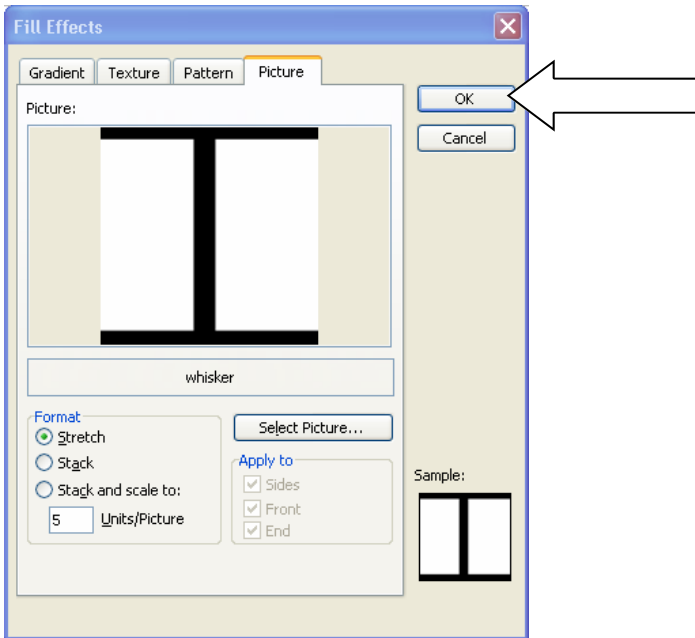 Fill Effects
Gradient Texture Pattern Picture
Picture:
OK
Cancel
whisker
Format
Stretch
Stack
Stack and scale to:
5 Units/Picture
Select Picture...
Apply to
Sides
Front
End
Sample: